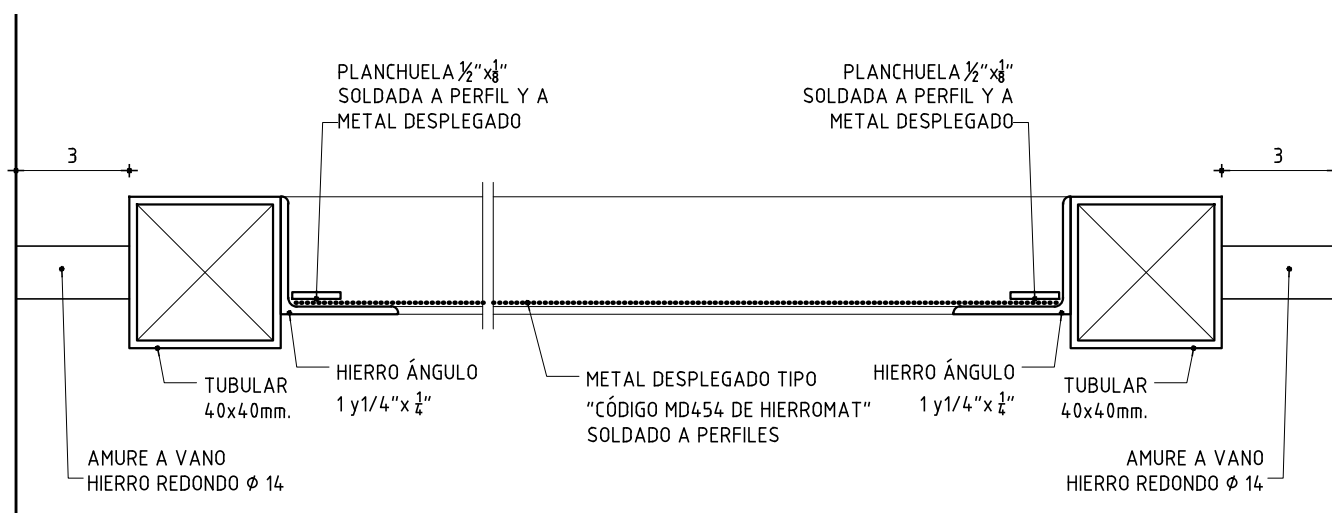 PLANCHUELA ½"x⅛"
SOLDADA A PERFIL Y A
METAL DESPLEGADO
PLANCHUELA ½"x⅛"
SOLDADA A PERFIL Y A
METAL DESPLEGADO
3
3
TUBULAR
40x40mm.
HIERRO ÁNGULO
1 y1/4"x ¼"
METAL DESPLEGADO TIPO
"CÓDIGO MD454 DE HIERROMAT"
SOLDADO A PERFILES
HIERRO ÁNGULO
1 y1/4"x ¼"
TUBULAR
40x40mm.
AMURE A VANO
HIERRO REDONDO Ø 14
AMURE A VANO
HIERRO REDONDO Ø 14